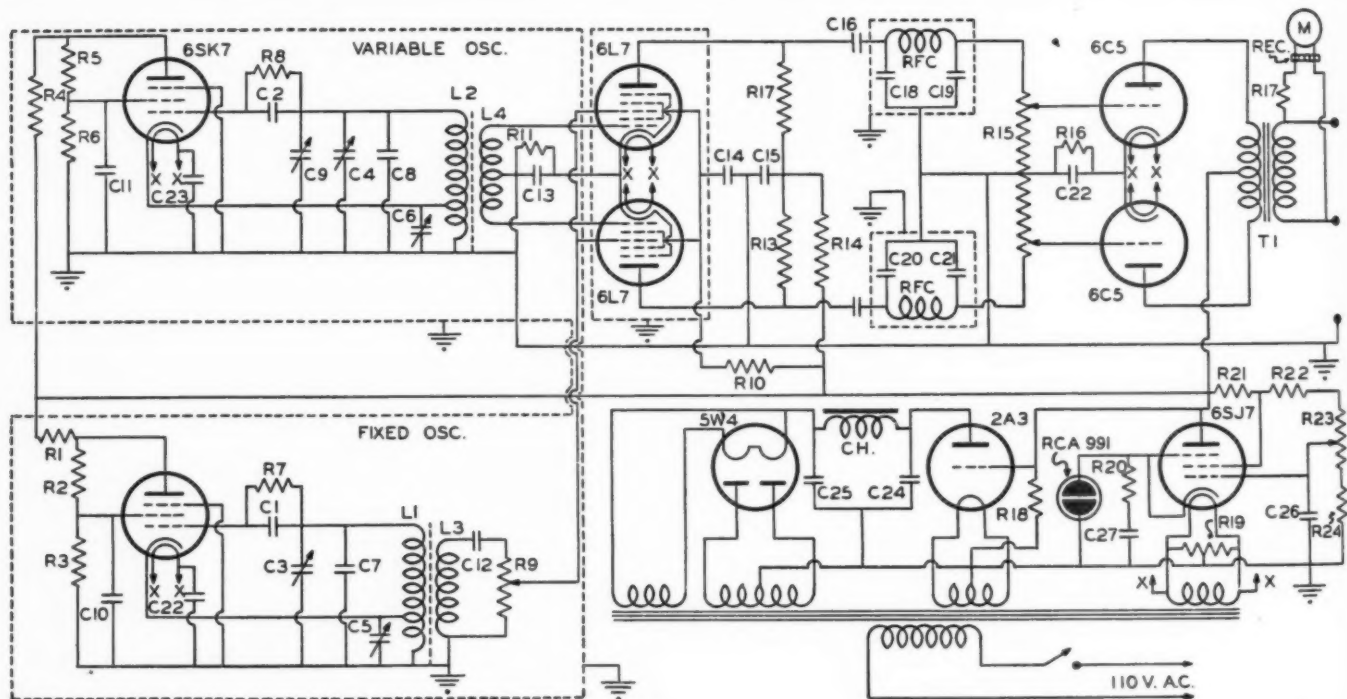 VARIABLE OSC.
6SK7
R5
R4
R6
C11
X X
C23
R8
C2
C9
C4
C8
C6
L2
L4
R11
C13
6L7
X X
6L7
C14
C15
R17
R13
R14
R10
C16
RFC
C18
C19
C20
C21
RFC
R15
R16
C22
6C5
X X
6C5
M
REC.
R17
T1
FIXED OSC.
R1
R2
R3
C10
X X
C22
R7
C1
C3
C7
C5
L1
L3
C12
R9
5W4
CH.
C25
C24
2A3
R18
RCA 991
R20
C27
6SJ7
R21
R22
R23
R24
C26
R19
X
X
110 V. A.C.